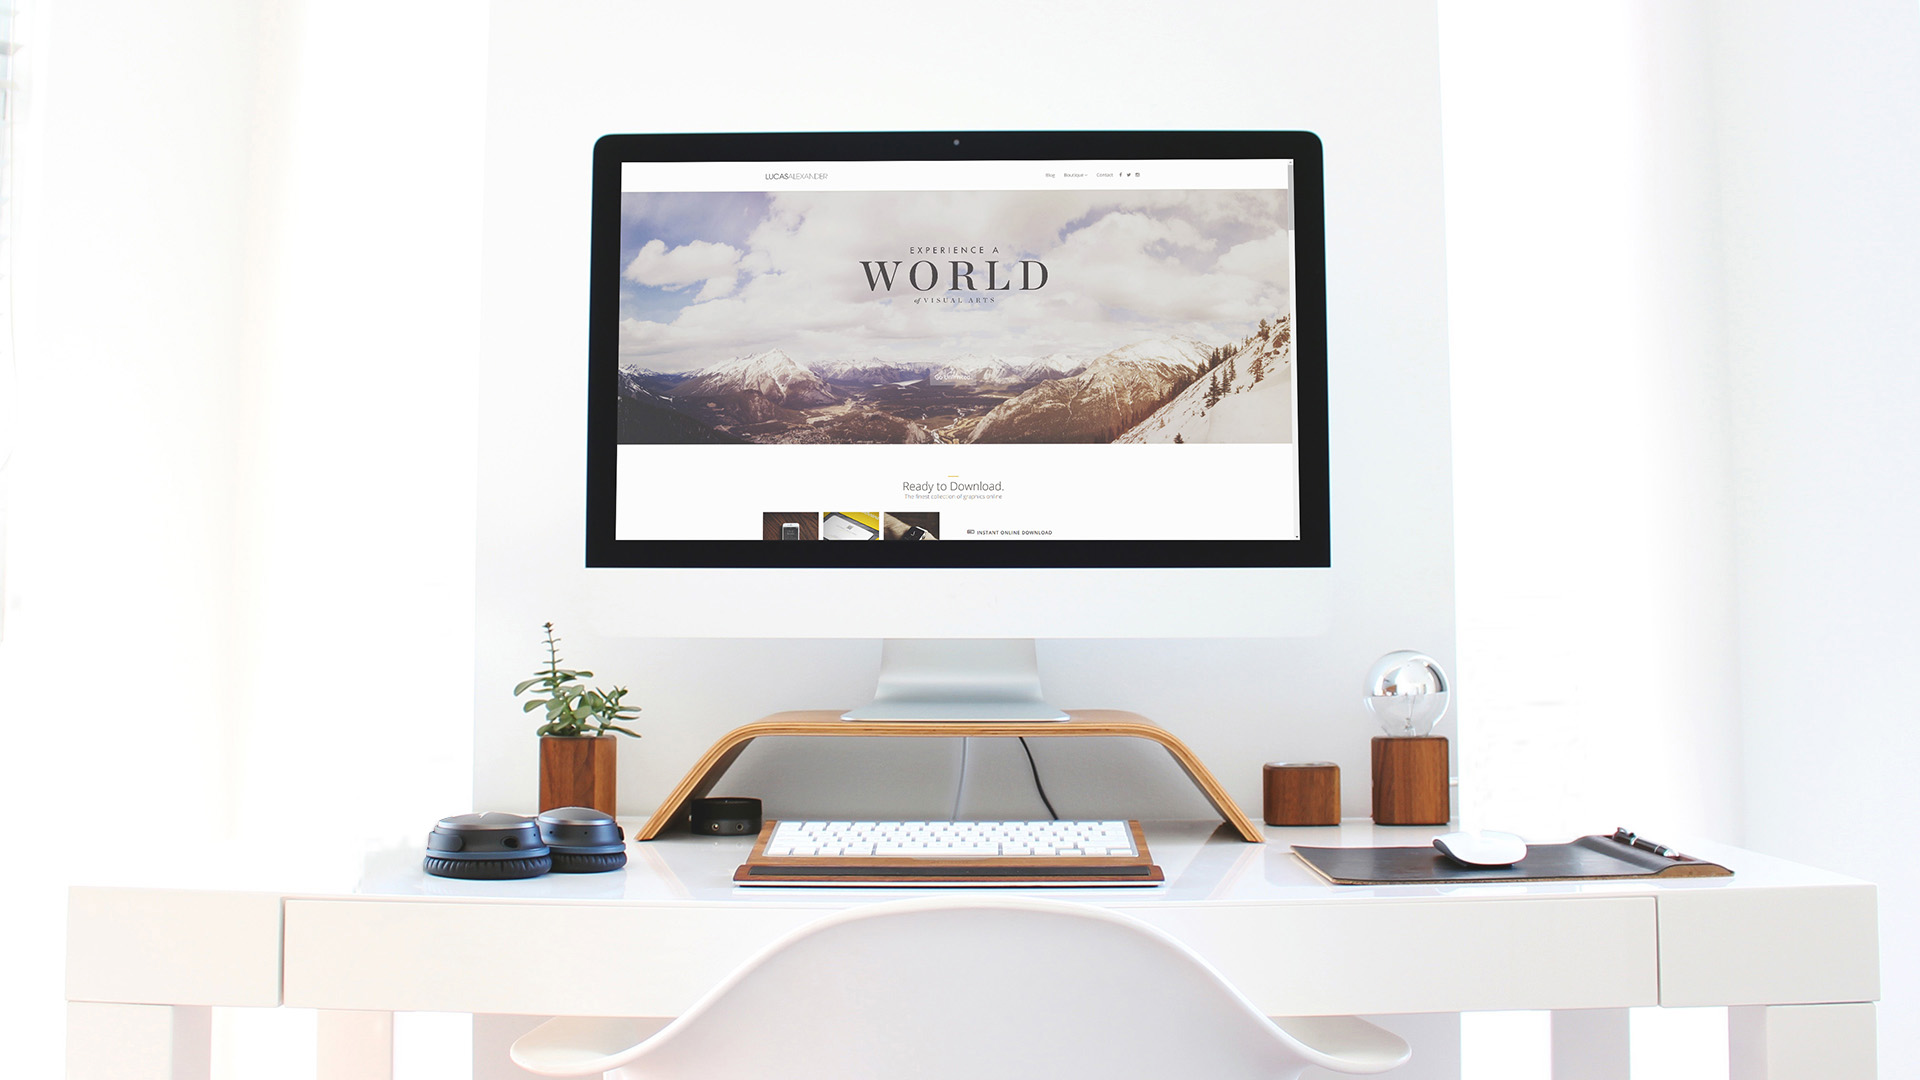 LUCASALEXANDER
Blog Boutique Contact
EXPERIENCE A
WORLD
of VISUAL ARTS
Ready to Download.
The finest collection of graphics online
INSTANT ONLINE DOWNLOAD